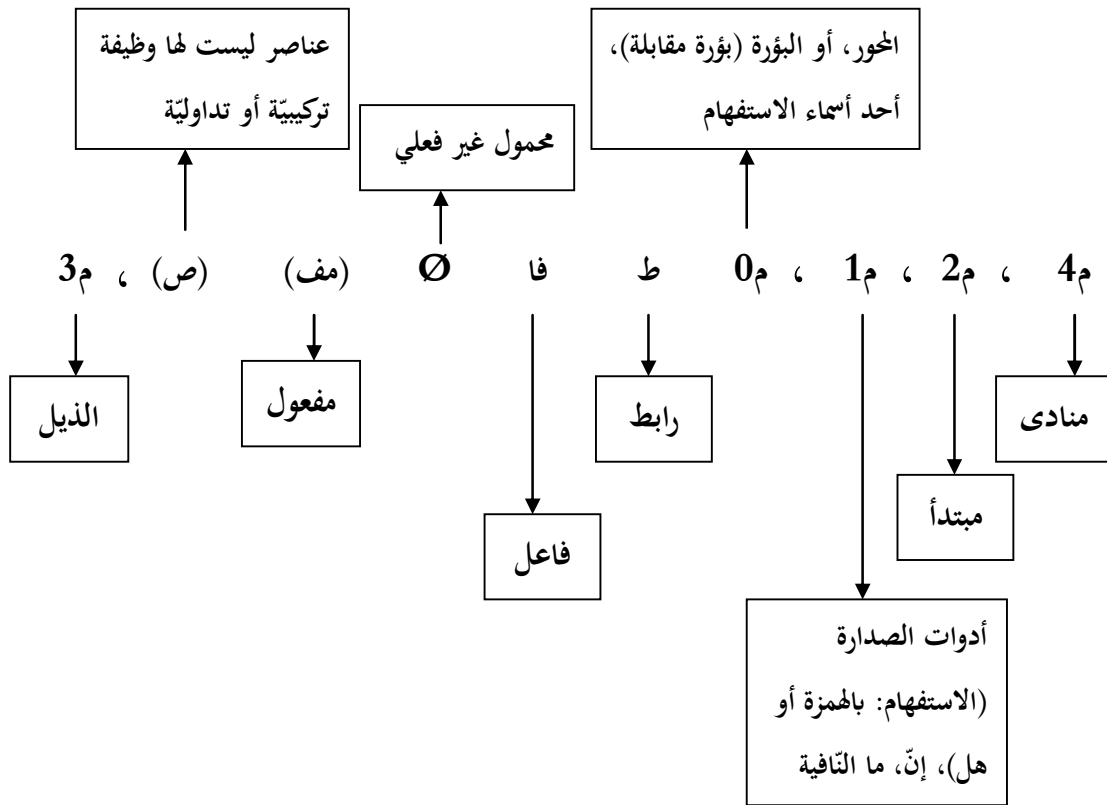 المحور، أو البؤرة (بؤرة مقابلة)،
أحد أسماء الاستفهام
عناصر ليست لها وظيفة
تركيبيّة أو تداوليّة
محمول غير فعلي
م4 ، م2 ، م1 ، م0 ط فا Ø (مف) (ص) ، م3
منادى
رابط
مفعول
الذيل
مبتدأ
فاعل
أدوات الصدارة
(الاستفهام: بالهمزة أو
هل)، إنّ، ما النّافية